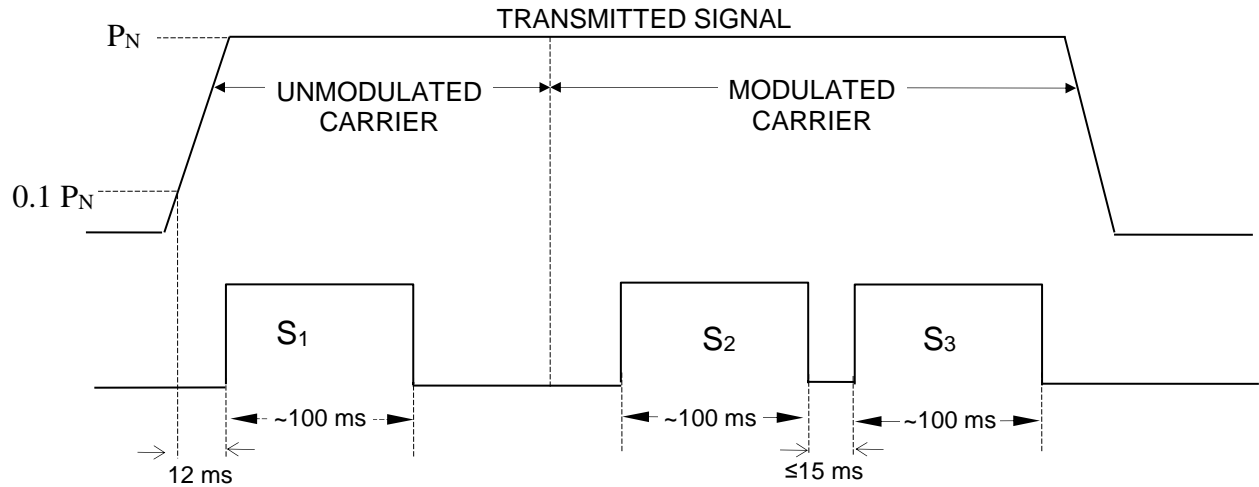 TRANSMITTED SIGNAL
P_N
UNMODULATED
CARRIER
MODULATED
CARRIER
0.1 P_N
S₁
S₂
S₃
~100 ms
~100 ms
~100 ms
12 ms
≤15 ms